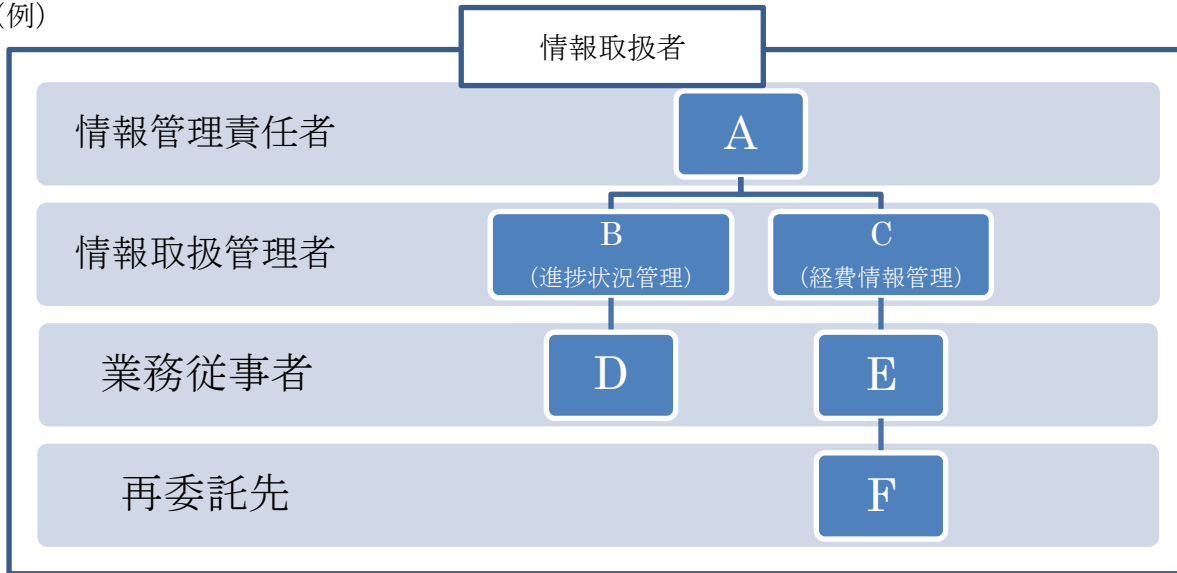 （例）
情報取扱者
情報管理責任者
A
情報取扱管理者
B
（進捗状況管理）
C
（経費情報管理）
業務従事者
D
E
再委託先
F